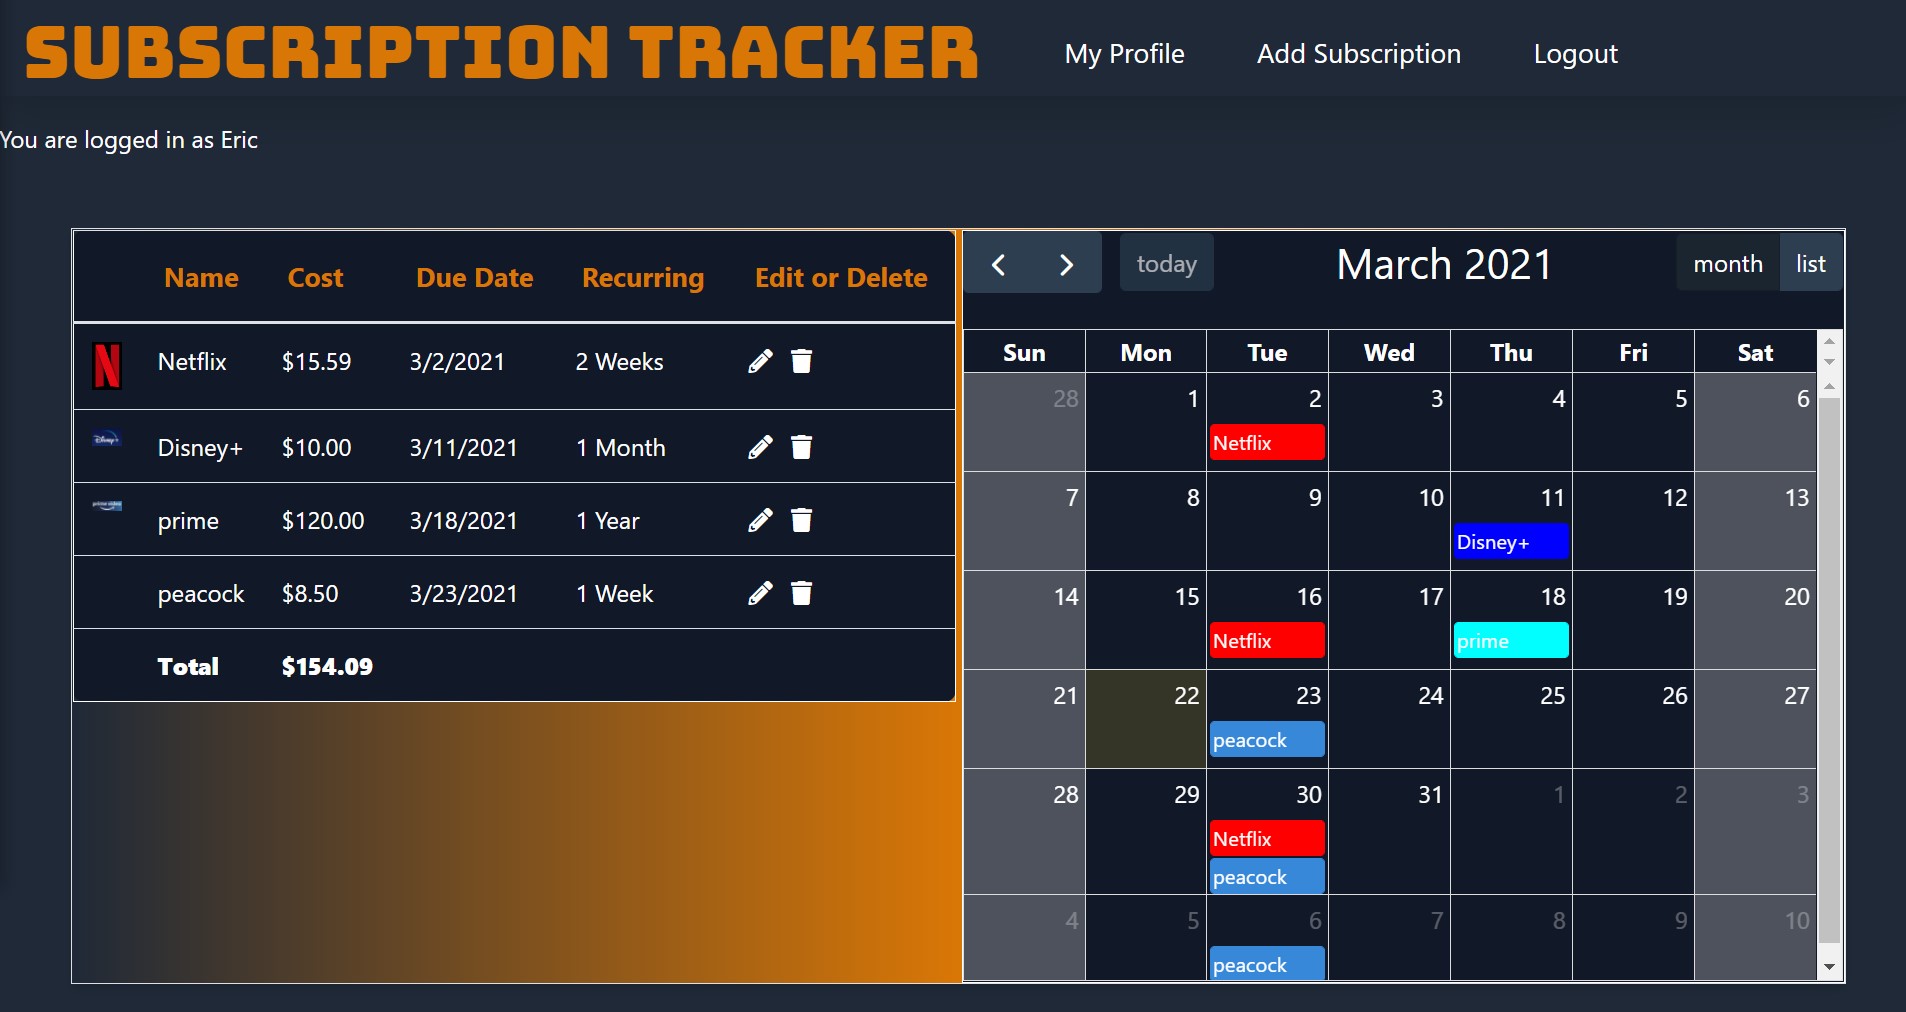 SUBSCRIPTION TRACKER My Profile Add Subscription Logout
You are logged in as Eric
Name Cost Due Date Recurring Edit or Delete
N Netflix $15.59 3/2/2021 2 Weeks
Disney+ Disney+ $10.00 3/11/2021 1 Month
prime video prime $120.00 3/18/2021 1 Year
peacock $8.50 3/23/2021 1 Week
Total $154.09
today March 2021 month list
Sun Mon Tue Wed Thu Fri Sat
28 1 2 3 4 5 6
Netflix
7 8 9 10 11 12 13
Disney+
14 15 16 17 18 19 20
Netflix prime
21 22 23 24 25 26 27
peacock
28 29 30 31 1 2 3
Netflix
peacock
4 5 6 7 8 9 10
peacock